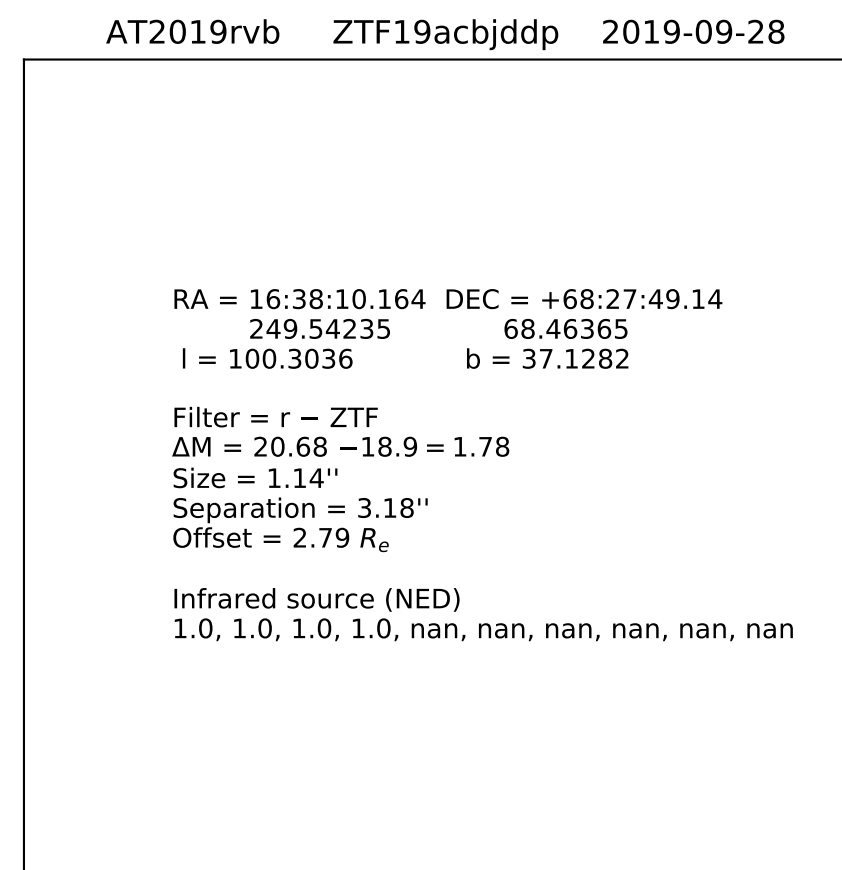 AT2019rvb ZTF19acbjddp 2019-09-28
RA = 16:38:10.164 DEC = +68:27:49.14
249.54235 68.46365
l = 100.3036 b = 37.1282
Filter = r − ZTF
ΔM = 20.68 −18.9 = 1.78
Size = 1.14''
Separation = 3.18''
Offset = 2.79 Re
Infrared source (NED)
1.0, 1.0, 1.0, 1.0, nan, nan, nan, nan, nan, nan